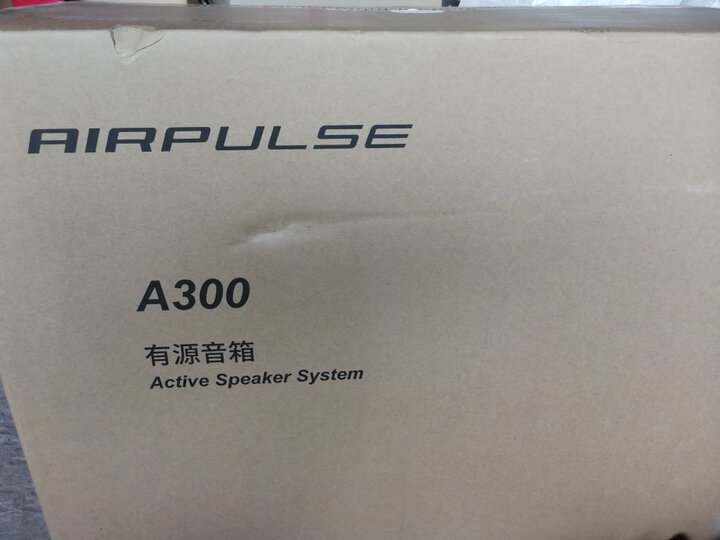 AIRPULSE
A300
有源音箱
Active Speaker System